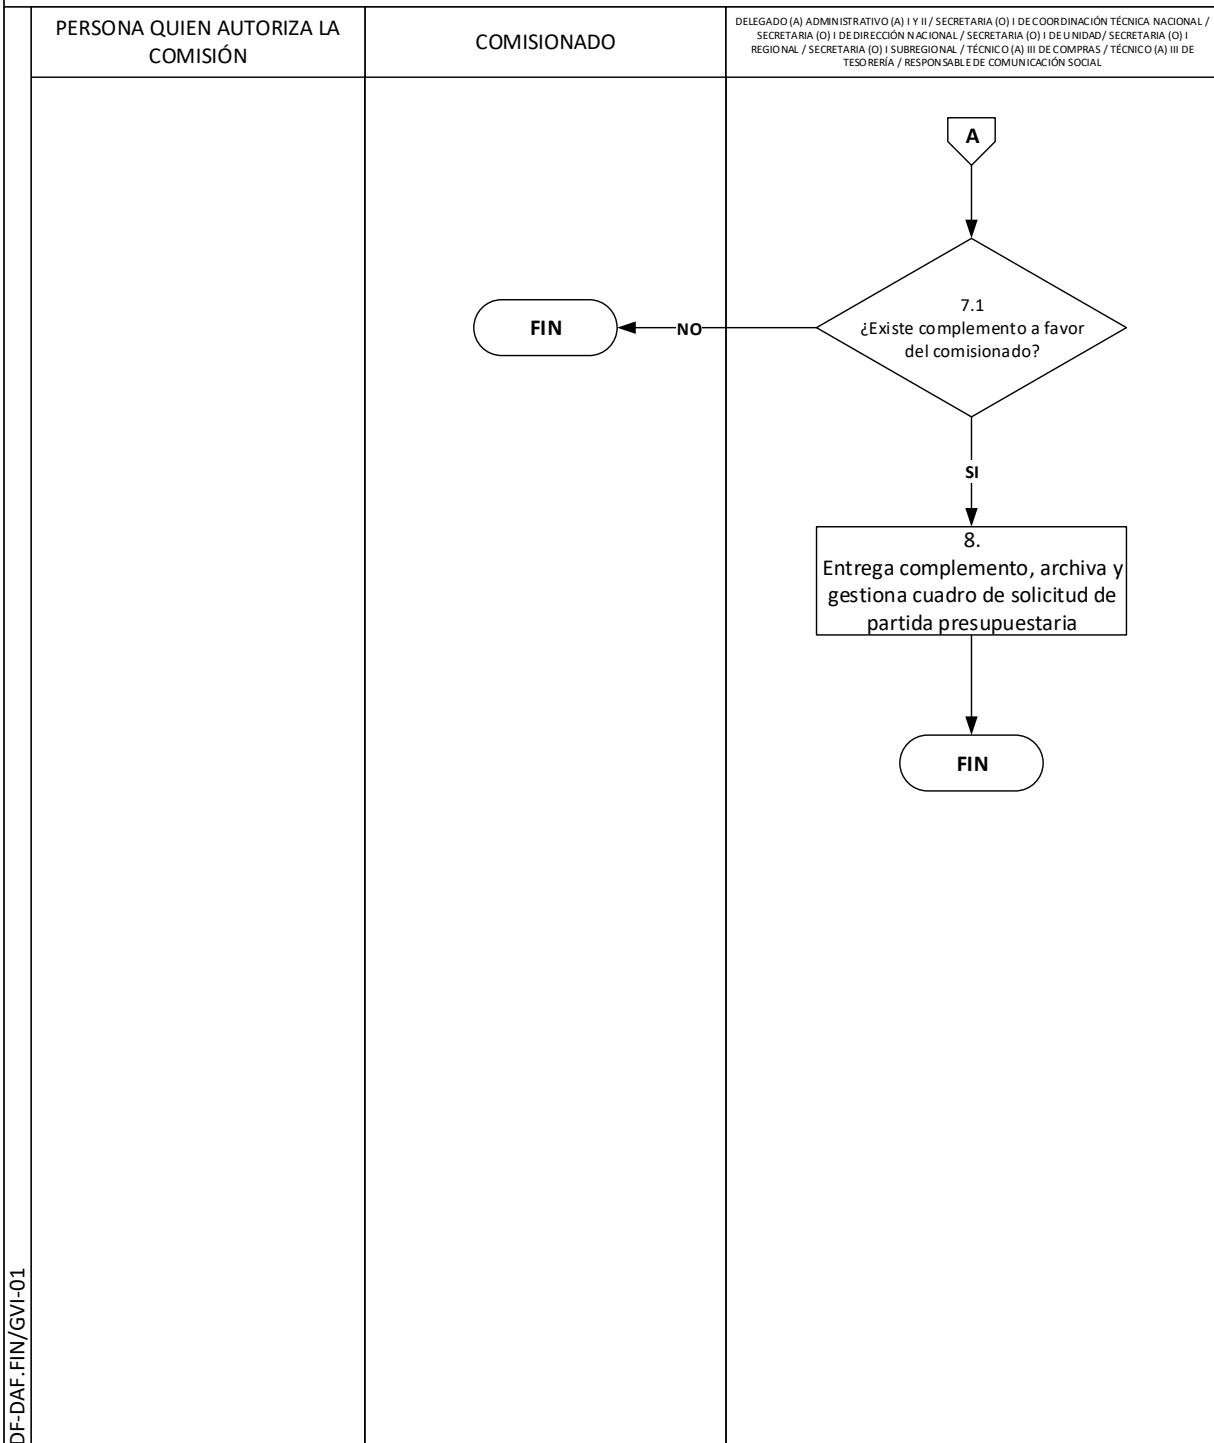 PERSONA QUIEN AUTORIZA LA
COMISIÓN
COMISIONADO
DELEGADO (A) ADMINISTRATIVO (A) I Y II / SECRETARIA (O) I DE COORDINACIÓN TÉCNICA NACIONAL /
SECRETARIA (O) I DE DIRECCIÓN NACIONAL / SECRETARIA (O) I DE UNIDAD/ SECRETARIA (O) I
REGIONAL / SECRETARIA (O) I SUBREGIONAL / TÉCNICO (A) III DE COMPRAS / TÉCNICO (A) III DE
TESORERÍA / RESPONSABLE DE COMUNICACIÓN SOCIAL
A
7.1
¿Existe complemento a favor
del comisionado?
NO
FIN
SI
8.
Entrega complemento, archiva y
gestiona cuadro de solicitud de
partida presupuestaria
FIN
DF-DAF.FIN/GVI-01